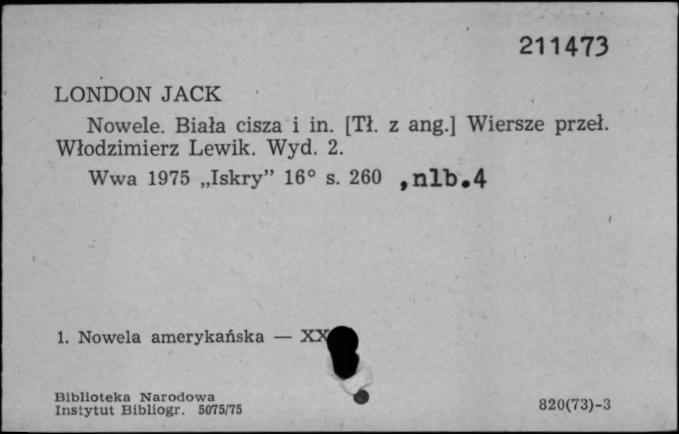 211473
LONDON JACK
Nowele. Biała cisza i in. [Tł. z ang.] Wiersze przeł.
Włodzimierz Lewik. Wyd. 2.
Wwa 1975 „Iskry” 16° s. 260 ,nlb.4
1. Nowela amerykańska — XX
Biblioteka Narodowa
Instytut Bibliogr. 5075/75
820(73)-3